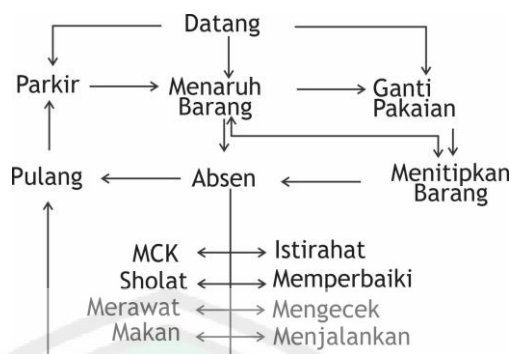 Datang
Parkir
Menaruh
Barang
Ganti
Pakaian
Pulang
Absen
Menitipkan
Barang
MCK
Istirahat
Sholat
Memperbaiki
Merawat
Mengecek
Makan
Menjalankan